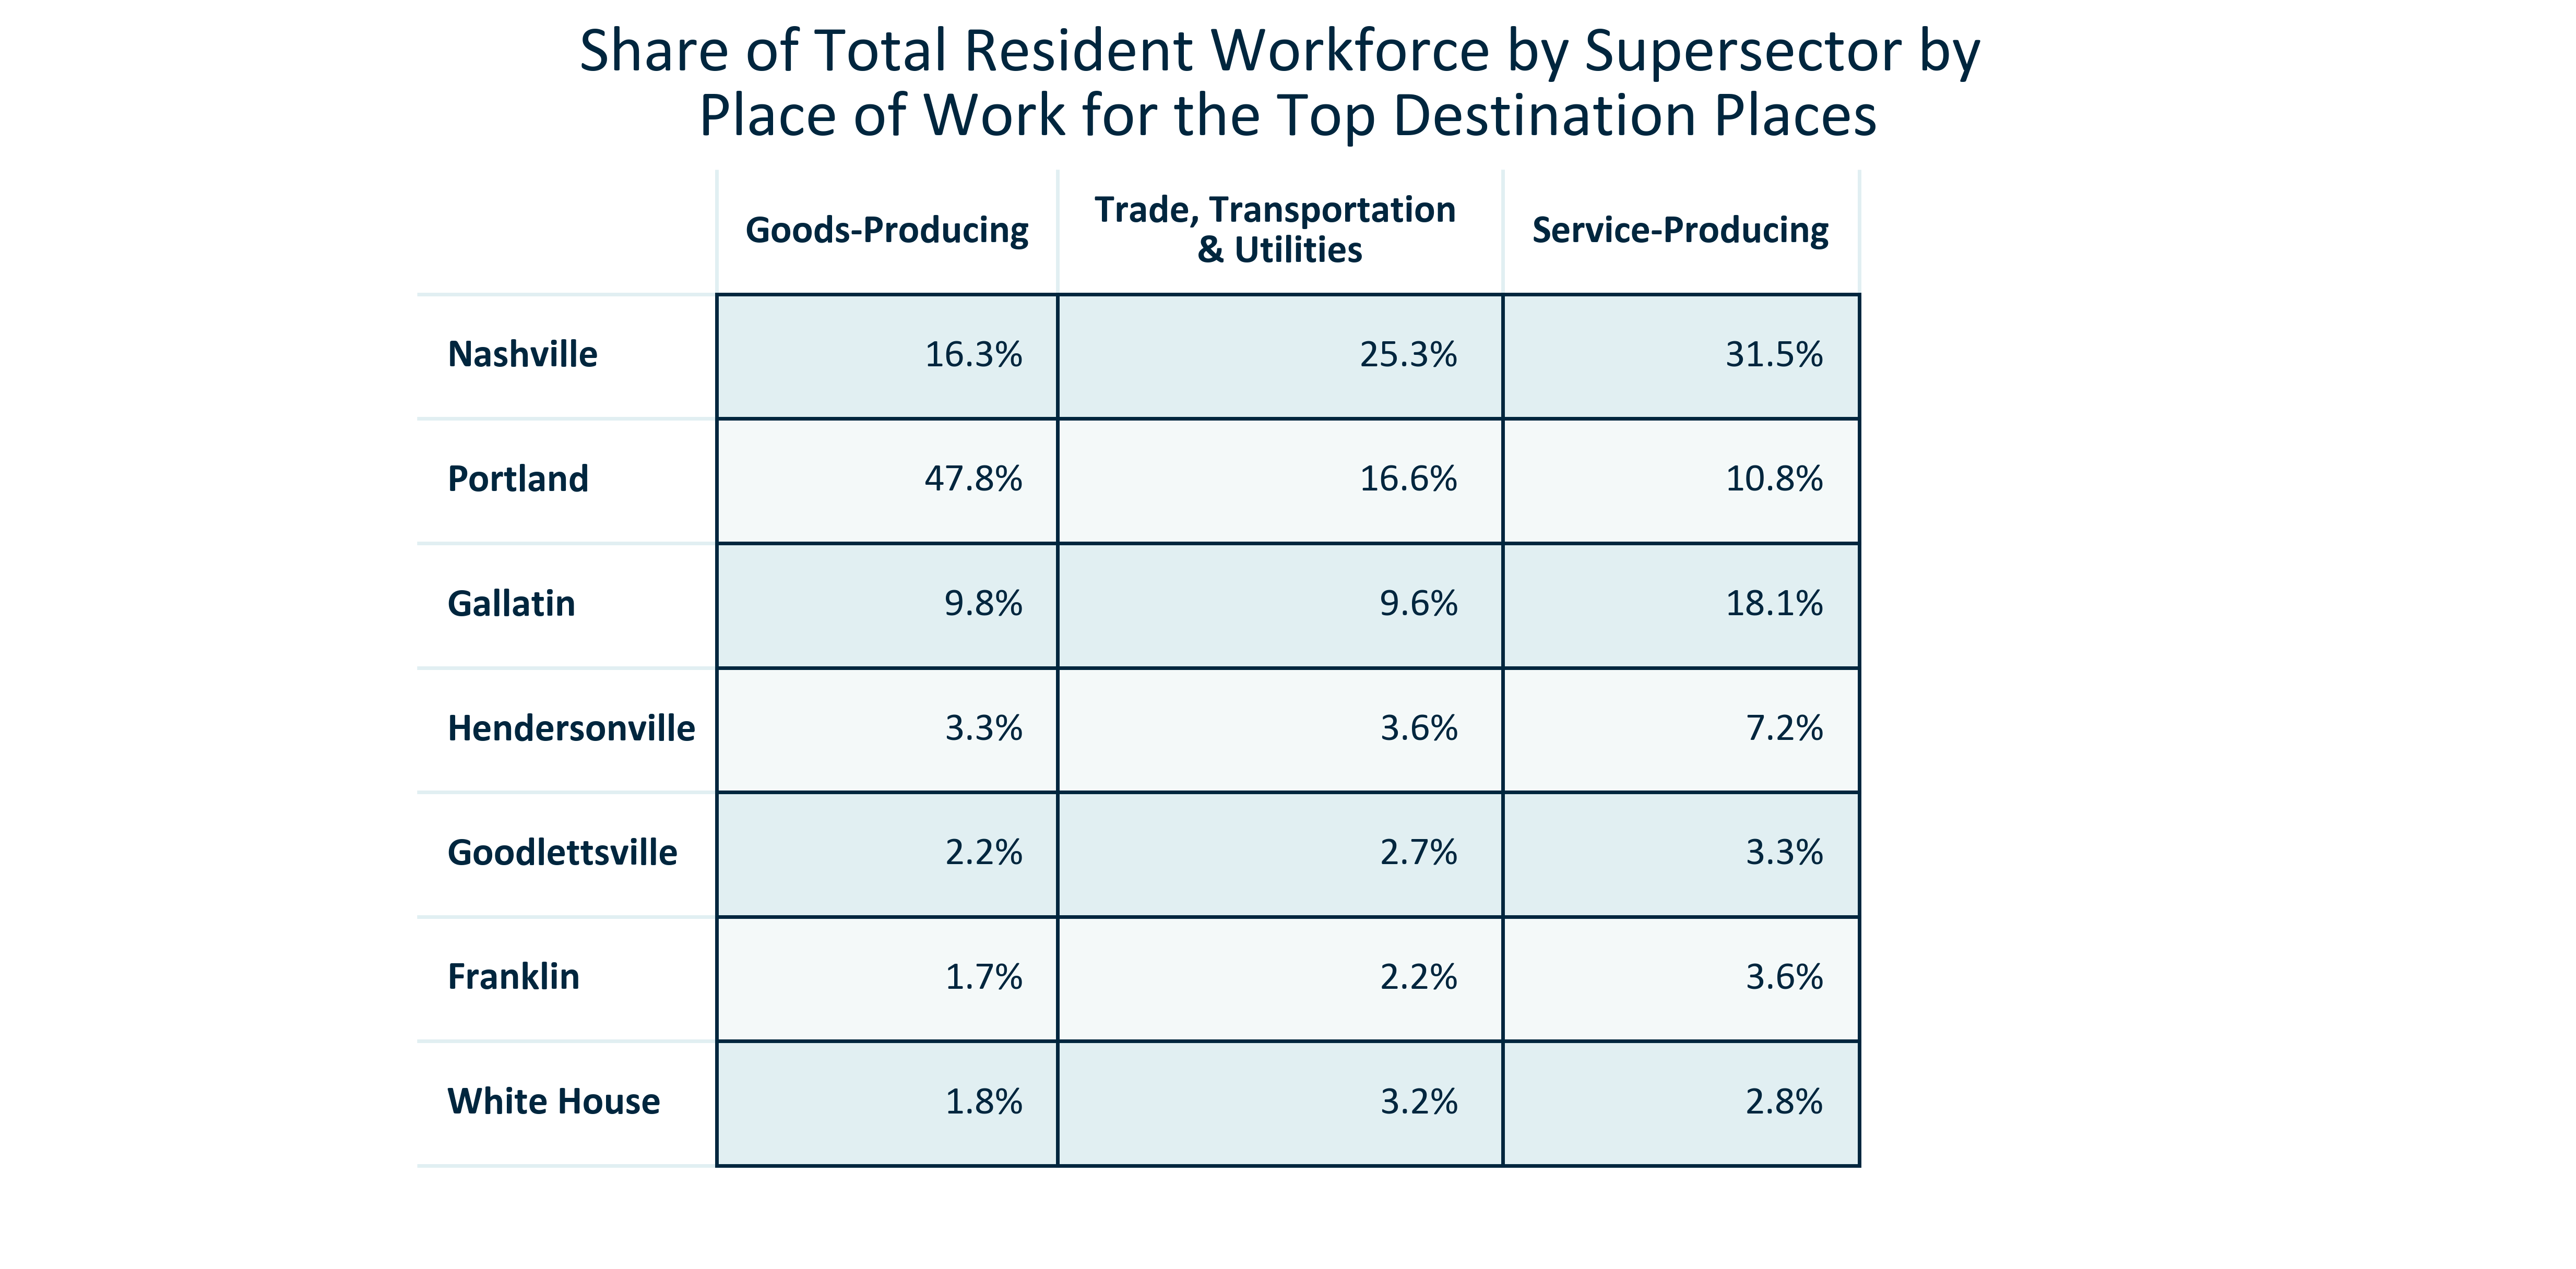 Share of Total Resident Workforce by Supersector by
Place of Work for the Top Destination Places
Goods-Producing
Trade, Transportation
& Utilities
Service-Producing
Nashville 16.3% 25.3% 31.5%
Portland 47.8% 16.6% 10.8%
Gallatin 9.8% 9.6% 18.1%
Hendersonville 3.3% 3.6% 7.2%
Goodlettsville 2.2% 2.7% 3.3%
Franklin 1.7% 2.2% 3.6%
White House 1.8% 3.2% 2.8%